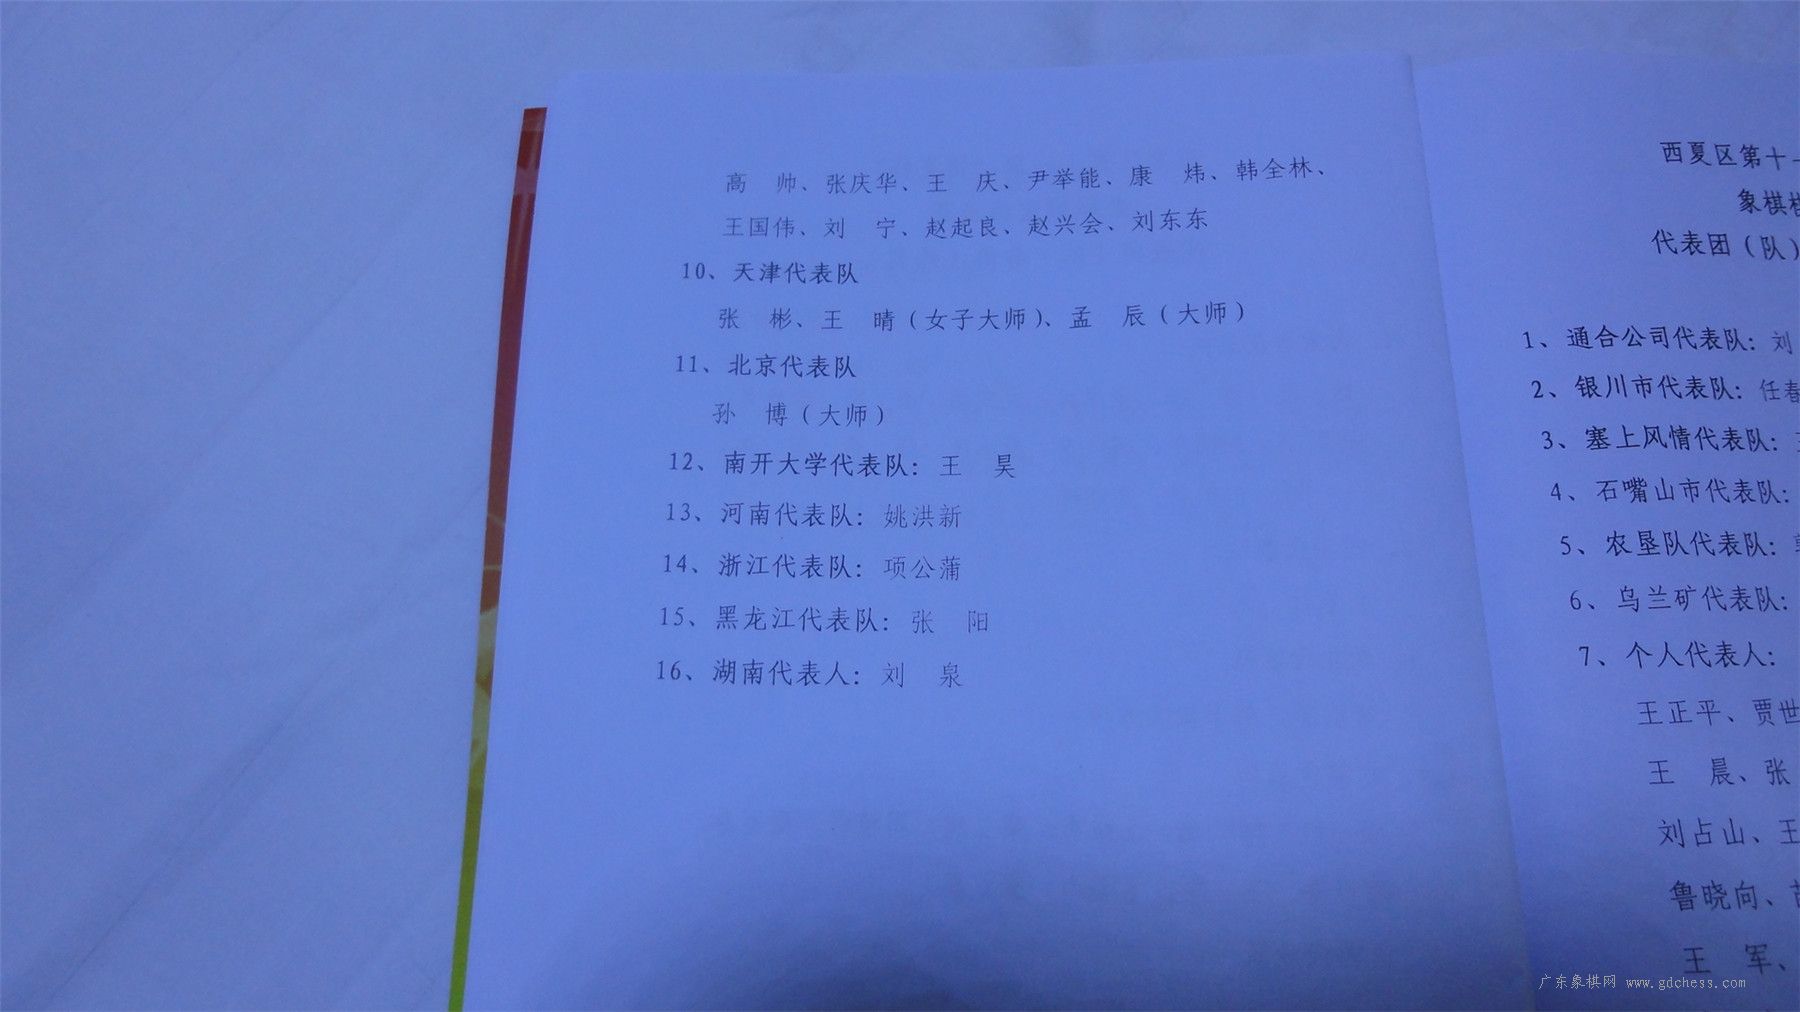 高　帅、张庆华、王　庆、尹举能、康　炜、韩全林、
王国伟、刘　宁、赵起良、赵兴会、刘东东
10、天津代表队
张　彬、王　晴（女子大师）、孟　辰（大师）
11、北京代表队
孙　博（大师）
12、南开大学代表队：王　昊
13、河南代表队：姚洪新
14、浙江代表队：项公蒲
15、黑龙江代表队：张　阳
16、湖南代表人：刘　泉
西夏区第十
象棋
代表团（队）
1、通合公司代表队：刘
2、银川市代表队：任春
3、塞上风情代表队：
4、石嘴山市代表队：
5、农垦队代表队：
6、乌兰矿代表队：
7、个人代表人：
王正平、贾世
王　晨、张
刘占山、王
鲁晓向、
王　军、
广东象棋网 www.gdchess.com